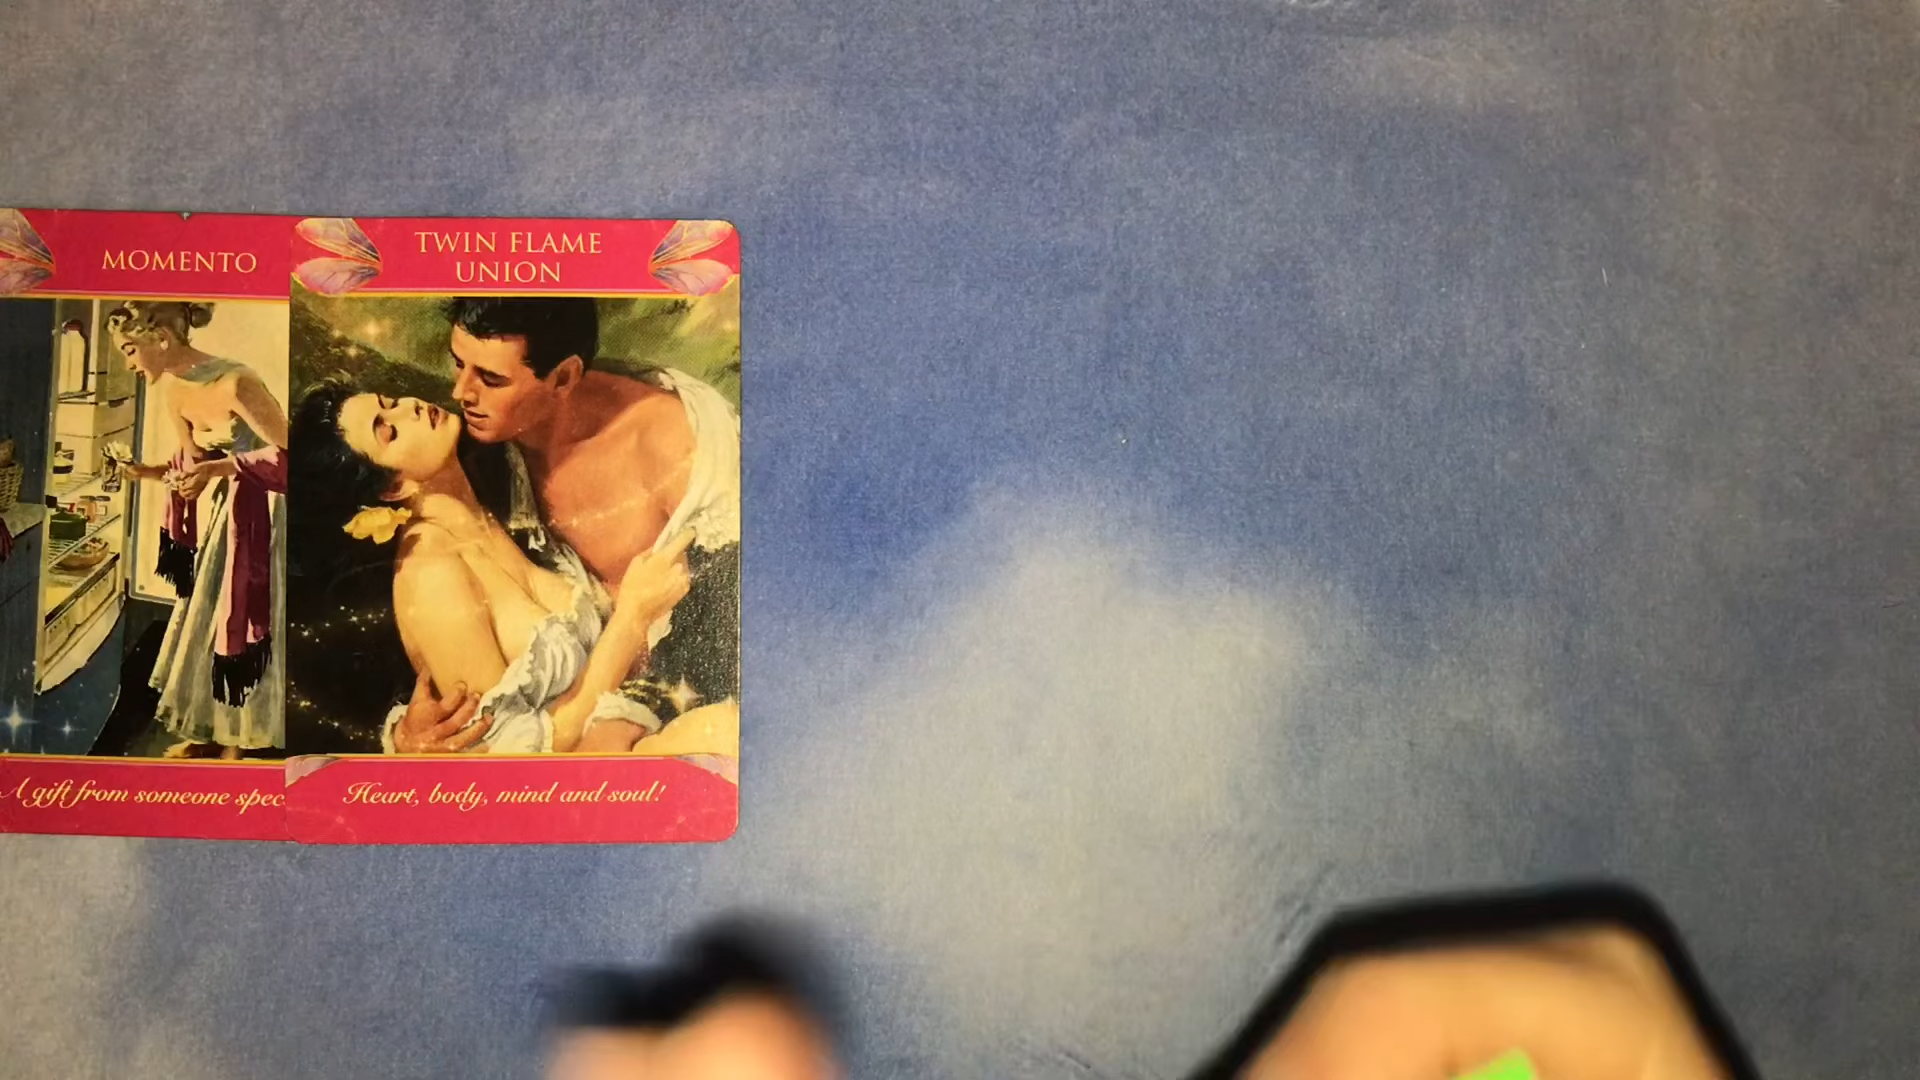 MOMENTO
A gift from someone spec
TWIN FLAME
UNION
Heart, body, mind and soul!